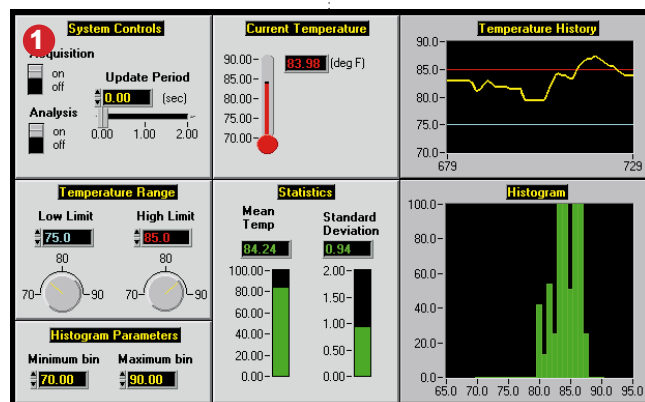 System Controls
1
Acquisition
on
off
Update Period
0.00 (sec)
0.00 1.00 2.00
Analysis
on
off
Current Temperature
90.00
85.00
80.00
75.00
70.00
83.98 (deg F)
Temperature History
90.0
85.0
80.0
75.0
70.0
679 729
Temperature Range
Low Limit High Limit
75.0 85.0
80 80
70 90 70 90
Histogram Parameters
Minimum bin Maximum bin
70.00 90.00
Statistics
Mean Temp
84.24
100.00
80.00
60.00
40.00
20.00
0.00
Standard Deviation
0.94
2.00
1.50
1.00
0.50
0.00
Histogram
100.0
80.0
60.0
40.0
20.0
0.0
65.0 70.0 75.0 80.0 85.0 90.0 95.0